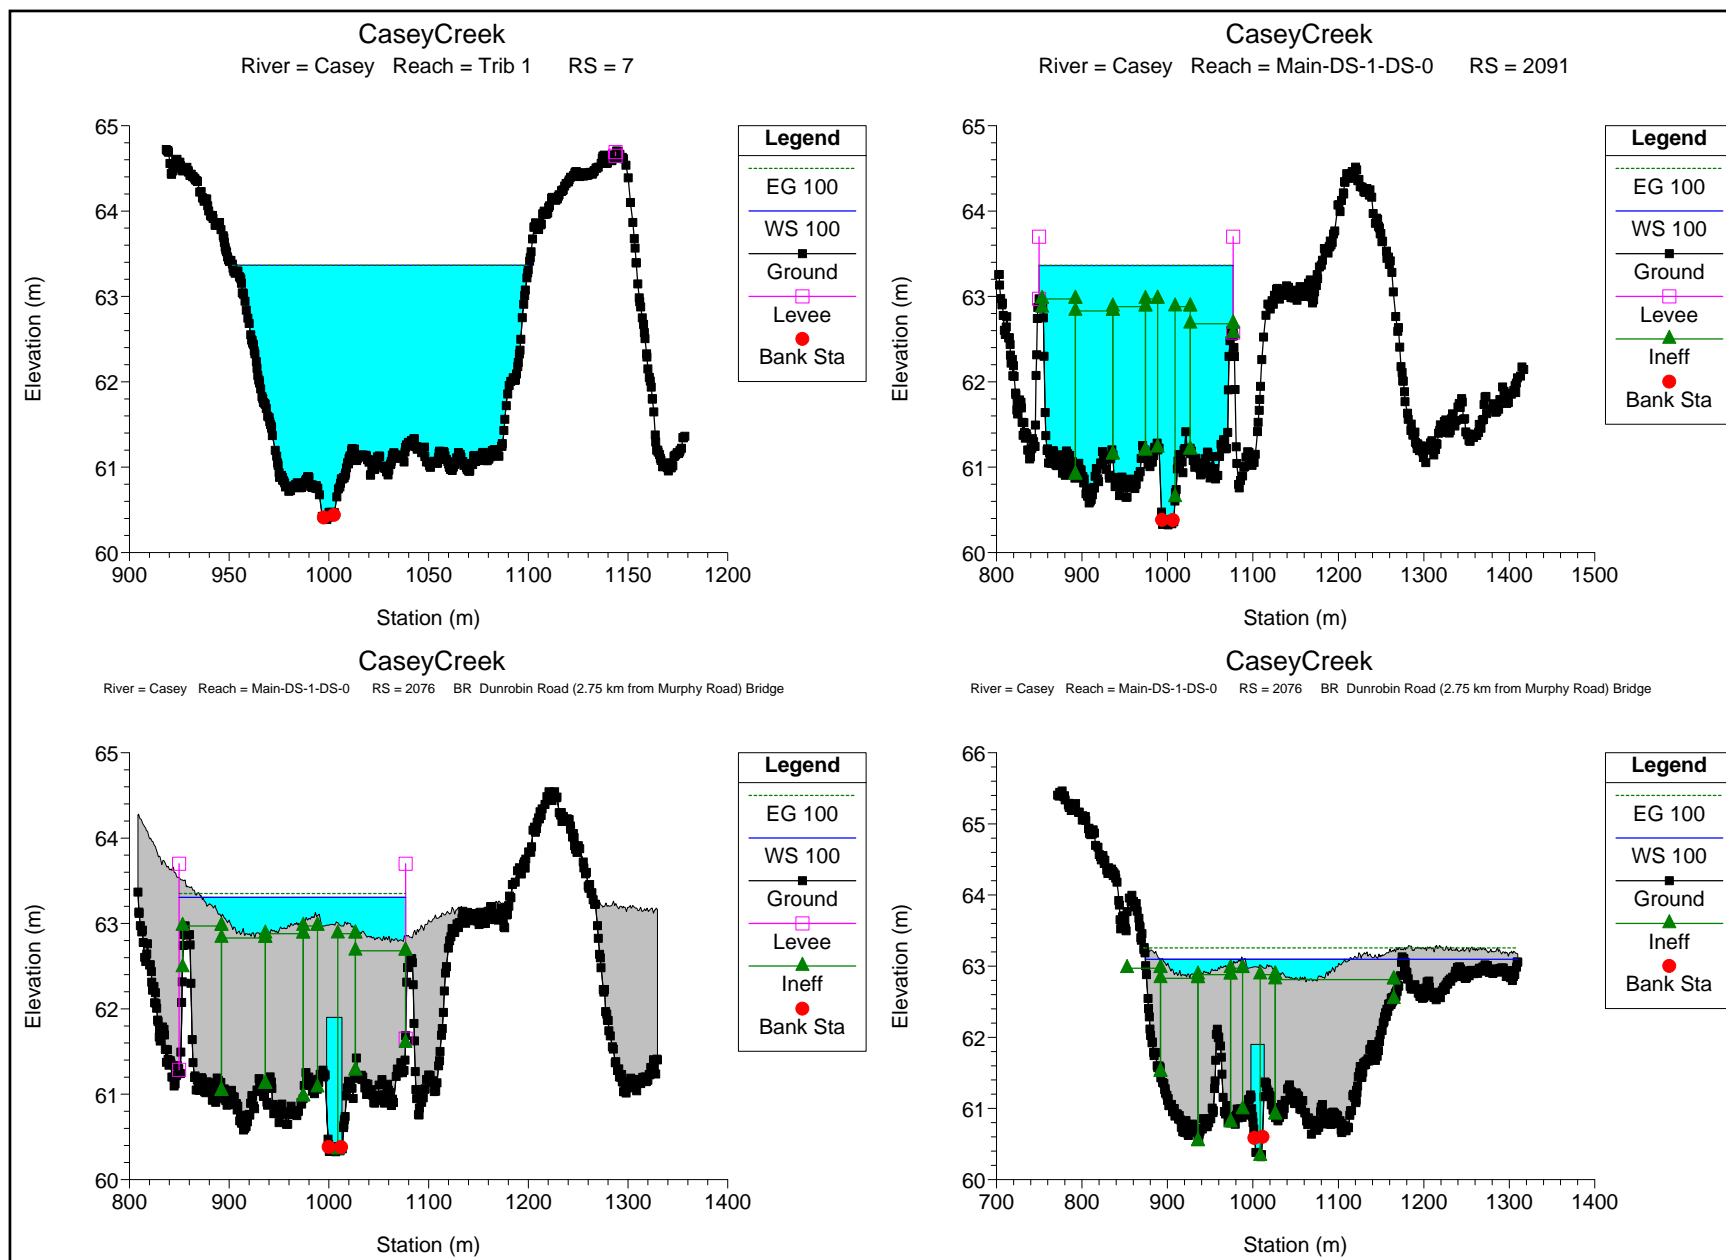 CaseyCreek
River = Casey Reach = Trib 1 RS = 7
65
64
63
62
61
60
Elevation (m)
900 950 1000 1050 1100 1150 1200
Station (m)
Legend
EG 100
WS 100
Ground
Levee
Bank Sta
CaseyCreek
River = Casey Reach = Main-DS-1-DS-0 RS = 2091
65
64
63
62
61
60
Elevation (m)
800 900 1000 1100 1200 1300 1400 1500
Station (m)
Legend
EG 100
WS 100
Ground
Levee
Ineff
Bank Sta
CaseyCreek
River = Casey Reach = Main-DS-1-DS-0 RS = 2076 BR Dunrobin Road (2.75 km from Murphy Road) Bridge
65
64
63
62
61
60
Elevation (m)
800 900 1000 1100 1200 1300 1400
Station (m)
Legend
EG 100
WS 100
Ground
Levee
Ineff
Bank Sta
CaseyCreek
River = Casey Reach = Main-DS-1-DS-0 RS = 2076 BR Dunrobin Road (2.75 km from Murphy Road) Bridge
66
65
64
63
62
61
60
Elevation (m)
700 800 900 1000 1100 1200 1300 1400
Station (m)
Legend
EG 100
WS 100
Ground
Ineff
Bank Sta